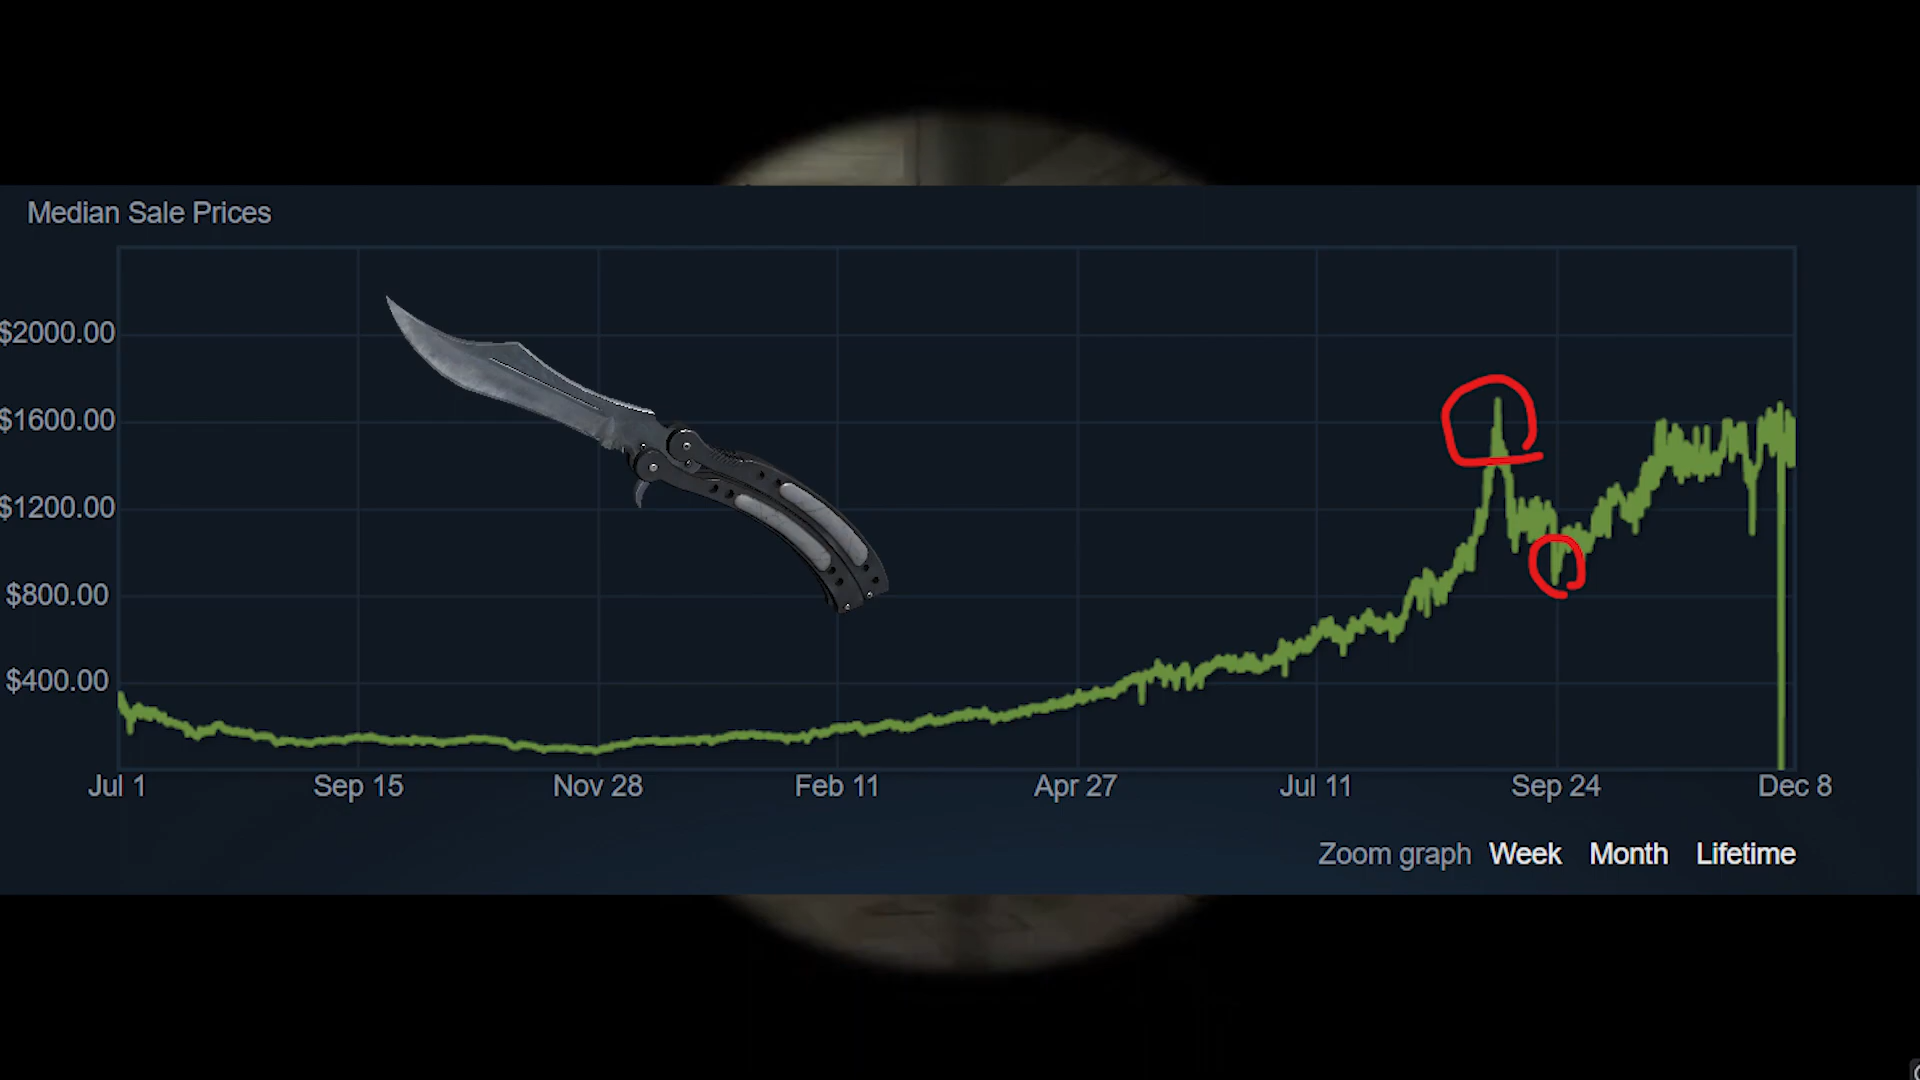 Median Sale Prices
$2000.00
$1600.00
$1200.00
$800.00
$400.00
Jul 1 Sep 15 Nov 28 Feb 11 Apr 27 Jul 11 Sep 24 Dec 8
Zoom graph Week Month Lifetime